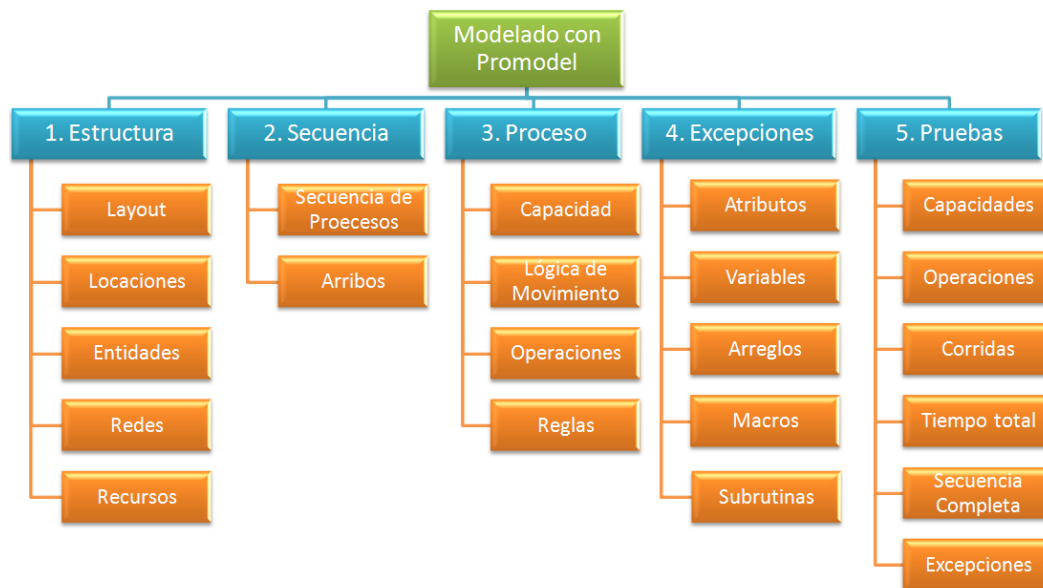 Modelado con
Promodel
1. Estructura
Layout
Locaciones
Entidades
Redes
Recursos
2. Secuencia
Secuencia de
Proecesos
Arribos
3. Proceso
Capacidad
Lógica de
Movimiento
Operaciones
Reglas
4. Excepciones
Atributos
Variables
Arreglos
Macros
Subrutinas
5. Pruebas
Capacidades
Operaciones
Corridas
Tiempo total
Secuencia
Completa
Excepciones